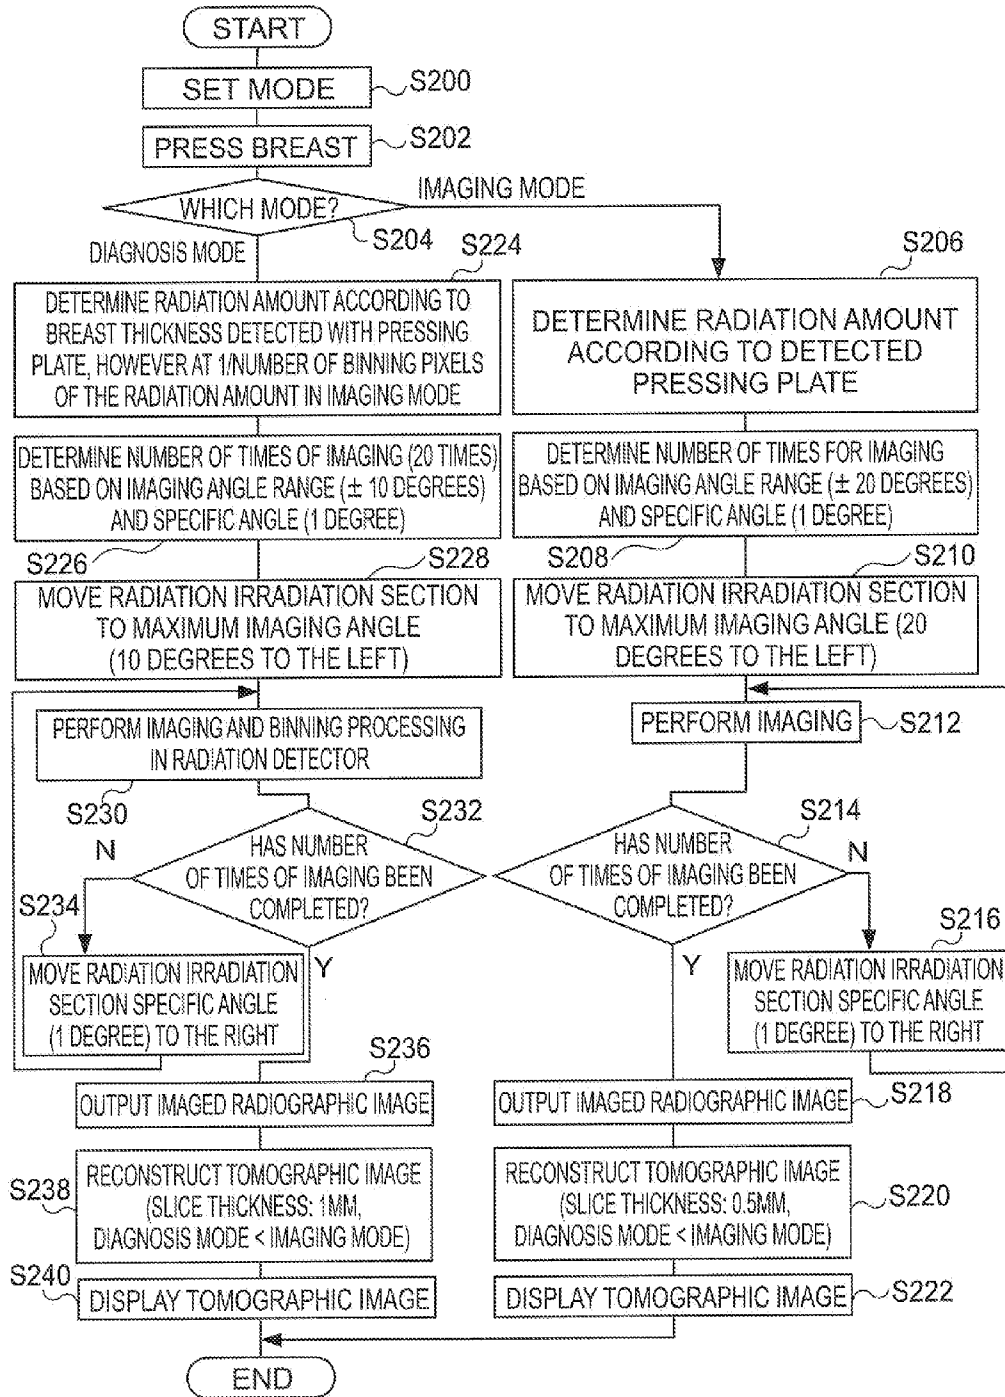 START
SET MODE
S200
PRESS BREAST
S202
IMAGING MODE
WHICH MODE?
S204
DIAGNOSIS MODE
S224
DETERMINE RADIATION AMOUNT ACCORDING TO
BREAST THICKNESS DETECTED WITH PRESSING
PLATE, HOWEVER AT 1/NUMBER OF BINNING PIXELS
OF THE RADIATION AMOUNT IN IMAGING MODE
S206
DETERMINE RADIATION AMOUNT
ACCORDING TO DETECTED
PRESSING PLATE
DETERMINE NUMBER OF TIMES OF IMAGING (20 TIMES)
BASED ON IMAGING ANGLE RANGE (± 10 DEGREES)
AND SPECIFIC ANGLE (1 DEGREE)
S226
DETERMINE NUMBER OF TIMES FOR IMAGING
BASED ON IMAGING ANGLE RANGE (± 20 DEGREES)
AND SPECIFIC ANGLE (1 DEGREE)
S208
S228
MOVE RADIATION IRRADIATION SECTION
TO MAXIMUM IMAGING ANGLE
(10 DEGREES TO THE LEFT)
S210
MOVE RADIATION IRRADIATION SECTION
TO MAXIMUM IMAGING ANGLE (20
DEGREES TO THE LEFT)
PERFORM IMAGING AND BINNING PROCESSING
IN RADIATION DETECTOR
S230
PERFORM IMAGING
S212
S232
HAS NUMBER
OF TIMES OF IMAGING BEEN
COMPLETED?
N
Y
S214
HAS NUMBER
OF TIMES OF IMAGING BEEN
COMPLETED?
N
Y
S234
MOVE RADIATION IRRADIATION
SECTION SPECIFIC ANGLE
(1 DEGREE) TO THE RIGHT
S216
MOVE RADIATION IRRADIATION
SECTION SPECIFIC ANGLE
(1 DEGREE) TO THE RIGHT
S236
OUTPUT IMAGED RADIOGRAPHIC IMAGE
OUTPUT IMAGED RADIOGRAPHIC IMAGE
S218
S238
RECONSTRUCT TOMOGRAPHIC IMAGE
(SLICE THICKNESS: 1MM,
DIAGNOSIS MODE < IMAGING MODE)
RECONSTRUCT TOMOGRAPHIC IMAGE
(SLICE THICKNESS: 0.5MM,
DIAGNOSIS MODE < IMAGING MODE)
S220
S240
DISPLAY TOMOGRAPHIC IMAGE
DISPLAY TOMOGRAPHIC IMAGE
S222
END